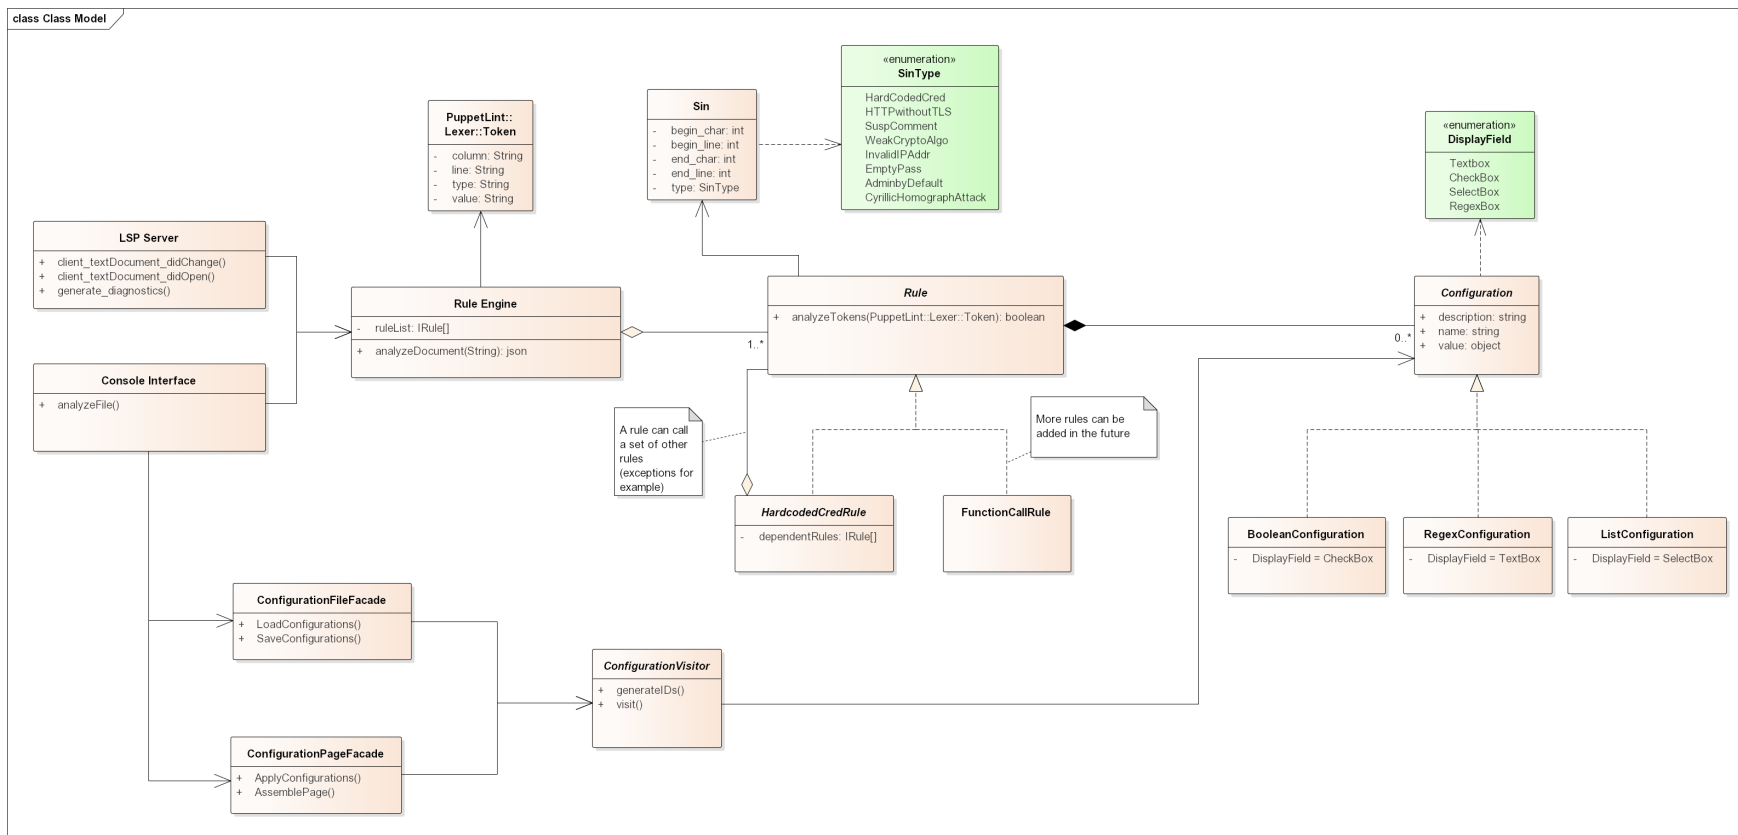 class Class Model
«enumeration»
SinType
HardCodedCred
HTTPwithoutTLS
SuspComment
WeakCryptoAlgo
InvalidIPAddr
EmptyPass
AdminbyDefault
CyrillicHomographAttack
Sin
- begin_char: int
- begin_line: int
- end_char: int
- end_line: int
- type: SinType
PuppetLint::
Lexer::Token
- column: String
- line: String
- type: String
- value: String
«enumeration»
DisplayField
Textbox
CheckBox
SelectBox
RegexBox
LSP Server
+ client_textDocument_didChange()
+ client_textDocument_didOpen()
+ generate_diagnostics()
Rule Engine
- ruleList: IRule[]
+ analyzeDocument(String): json
1..*
Rule
+ analyzeTokens(PuppetLint::Lexer::Token): boolean
0..*
Configuration
+ description: string
+ name: string
+ value: object
Console Interface
+ analyzeFile()
A rule can call
a set of other
rules
(exceptions for
example)
More rules can be
added in the future
HardcodedCredRule
- dependentRules: IRule[]
FunctionCallRule
BooleanConfiguration
- DisplayField = CheckBox
RegexConfiguration
- DisplayField = TextBox
ListConfiguration
- DisplayField = SelectBox
ConfigurationFileFacade
+ LoadConfigurations()
+ SaveConfigurations()
ConfigurationVisitor
+ generateIDs()
+ visit()
ConfigurationPageFacade
+ ApplyConfigurations()
+ AssemblePage()